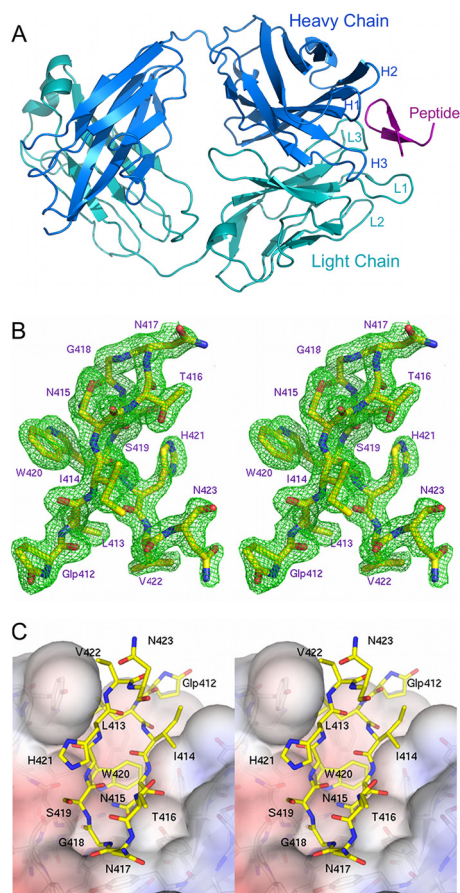 A
Heavy Chain
H2
H1
Peptide
L3
H3
L1
L2
Light Chain
B
N417 N417
G418 G418
T416 T416
N415 N415
S419 H421 S419 H421
W420 I414 W420 I414
N423 N423
L413 L413
Glp412 V422 Glp412 V422
C
N423 N423
V422 V422
Glp412 Glp412
L413 L413
H421 I414 H421 I414
W420 W420
N415 N415
S419 T416 S419 T416
G418 G418
N417 N417